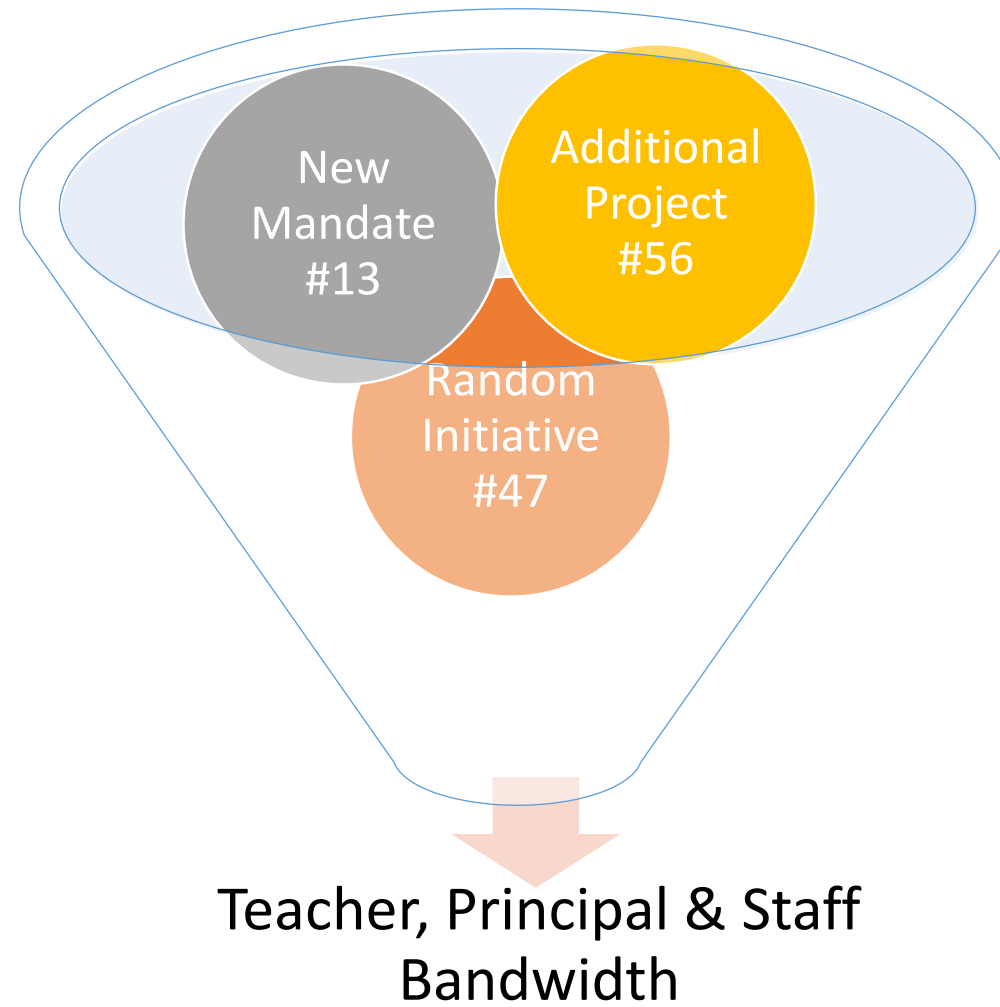 New
Mandate
#13
Additional
Project
#56
Random
Initiative
#47
Teacher, Principal & Staff
Bandwidth